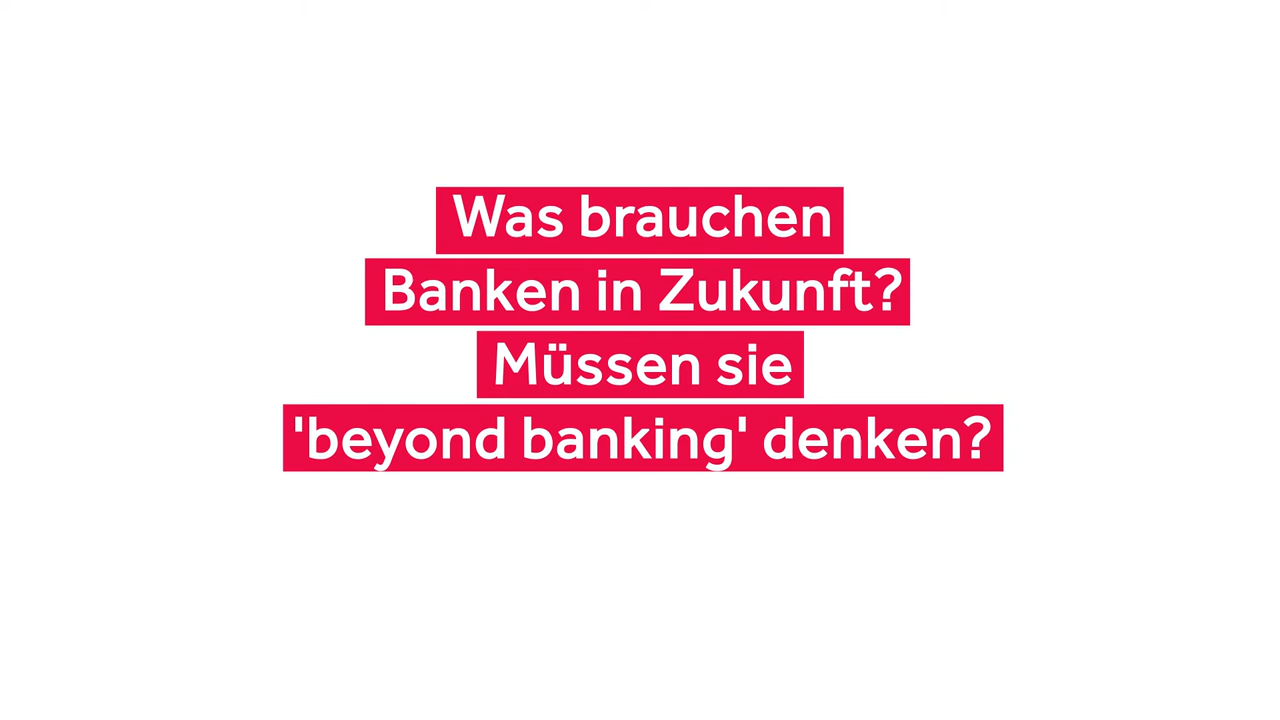 Was brauchen
Banken in Zukunft?
Müssen sie
'beyond banking' denken?